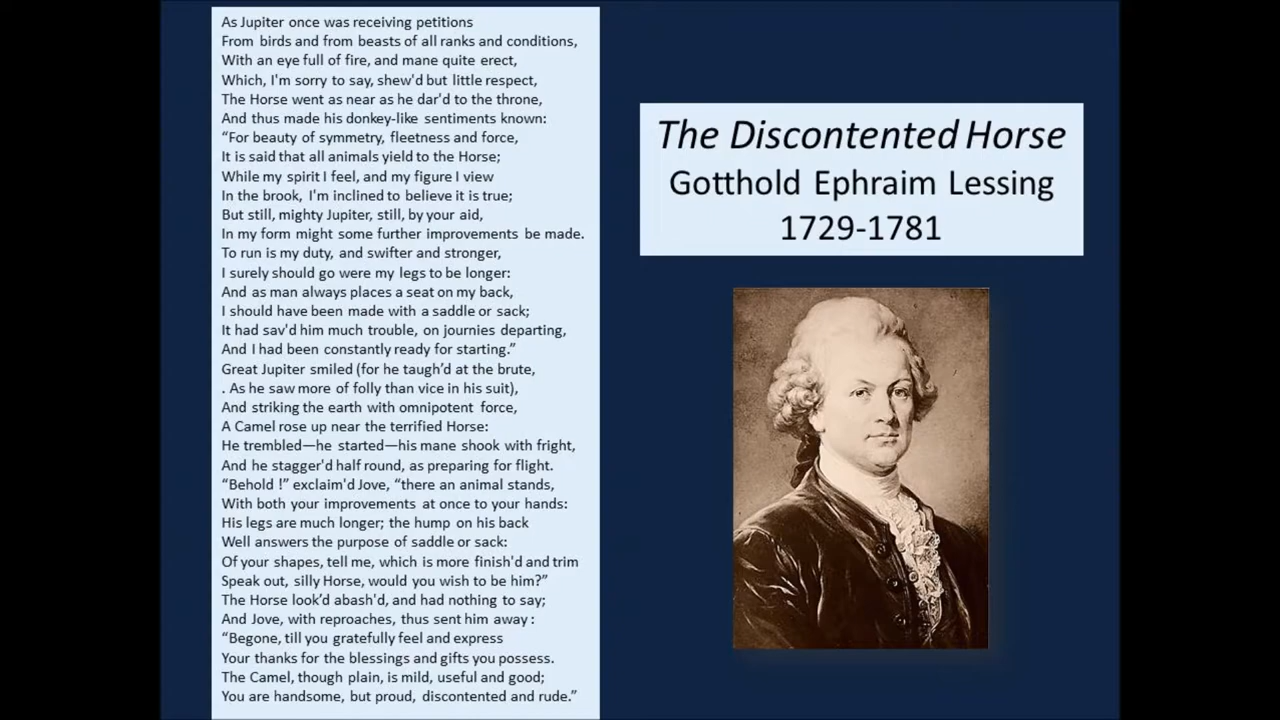 As Jupiter once was receiving petitions
From birds and from beasts of all ranks and conditions,
With an eye full of fire, and mane quite erect,
Which, I'm sorry to say, shew'd but little respect,
The Horse went as near as he dar'd to the throne,
And thus made his donkey-like sentiments known:
“For beauty of symmetry, fleetness and force,
It is said that all animals yield to the Horse;
While my spirit I feel, and my figure I view
In the brook, I'm inclined to believe it is true;
But still, mighty Jupiter, still, by your aid,
In my form might some further improvements be made.
To run is my duty, and swifter and stronger,
I surely should go were my legs to be longer:
And as man always places a seat on my back,
I should have been made with a saddle or sack;
It had sav'd him much trouble, on journies departing,
And I had been constantly ready for starting.”
Great Jupiter smiled (for he taugh’d at the brute,
. As he saw more of folly than vice in his suit),
And striking the earth with omnipotent force,
A Camel rose up near the terrified Horse:
He trembled—he started—his mane shook with fright,
And he stagger'd half round, as preparing for flight.
“Behold !” exclaim'd Jove, “there an animal stands,
With both your improvements at once to your hands:
His legs are much longer; the hump on his back
Well answers the purpose of saddle or sack:
Of your shapes, tell me, which is more finish'd and trim
Speak out, silly Horse, would you wish to be him?”
The Horse look’d abash'd, and had nothing to say;
And Jove, with reproaches, thus sent him away :
“Begone, till you gratefully feel and express
Your thanks for the blessings and gifts you possess.
The Camel, though plain, is mild, useful and good;
You are handsome, but proud, discontented and rude.”
The Discontented Horse
Gotthold Ephraim Lessing
1729-1781